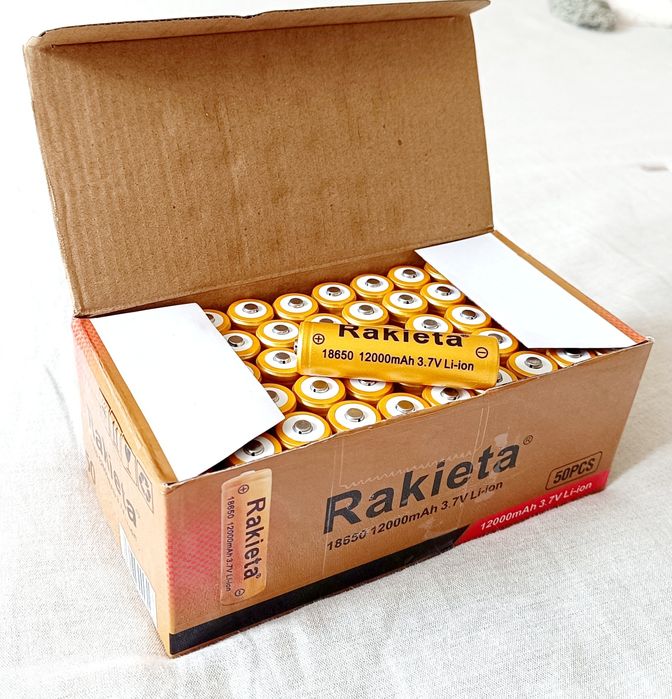 Rakieta
18650 12000mAh 3.7V Li-ion
Rakieta®
18650 12000mAh 3.7V Li-ion
50PCS
12000mAh 3.7V Li-ion
Rakieta®
18650 12000mAh 3.7V Li-ion
Rakieta